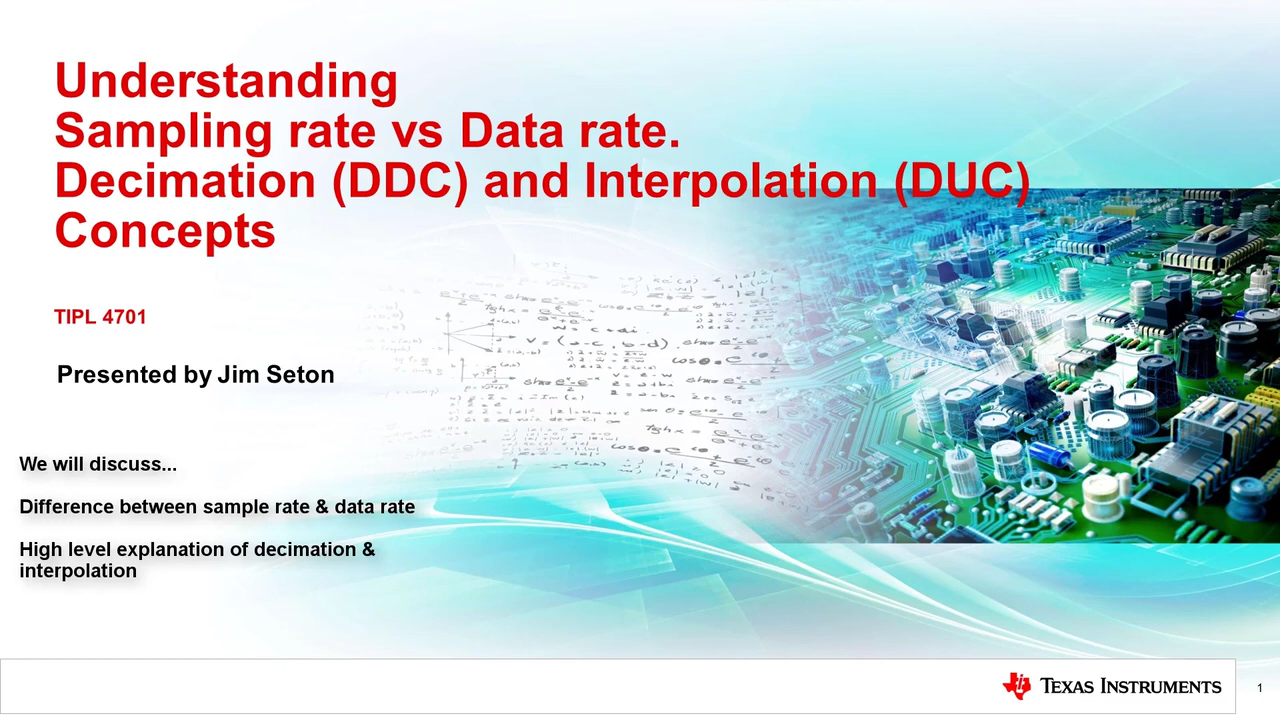 Understanding
Sampling rate vs Data rate.
Decimation (DDC) and Interpolation (DUC)
Concepts
TIPL 4701
Presented by Jim Seton
We will discuss...
Difference between sample rate & data rate
High level explanation of decimation &
interpolation
TEXAS INSTRUMENTS
1